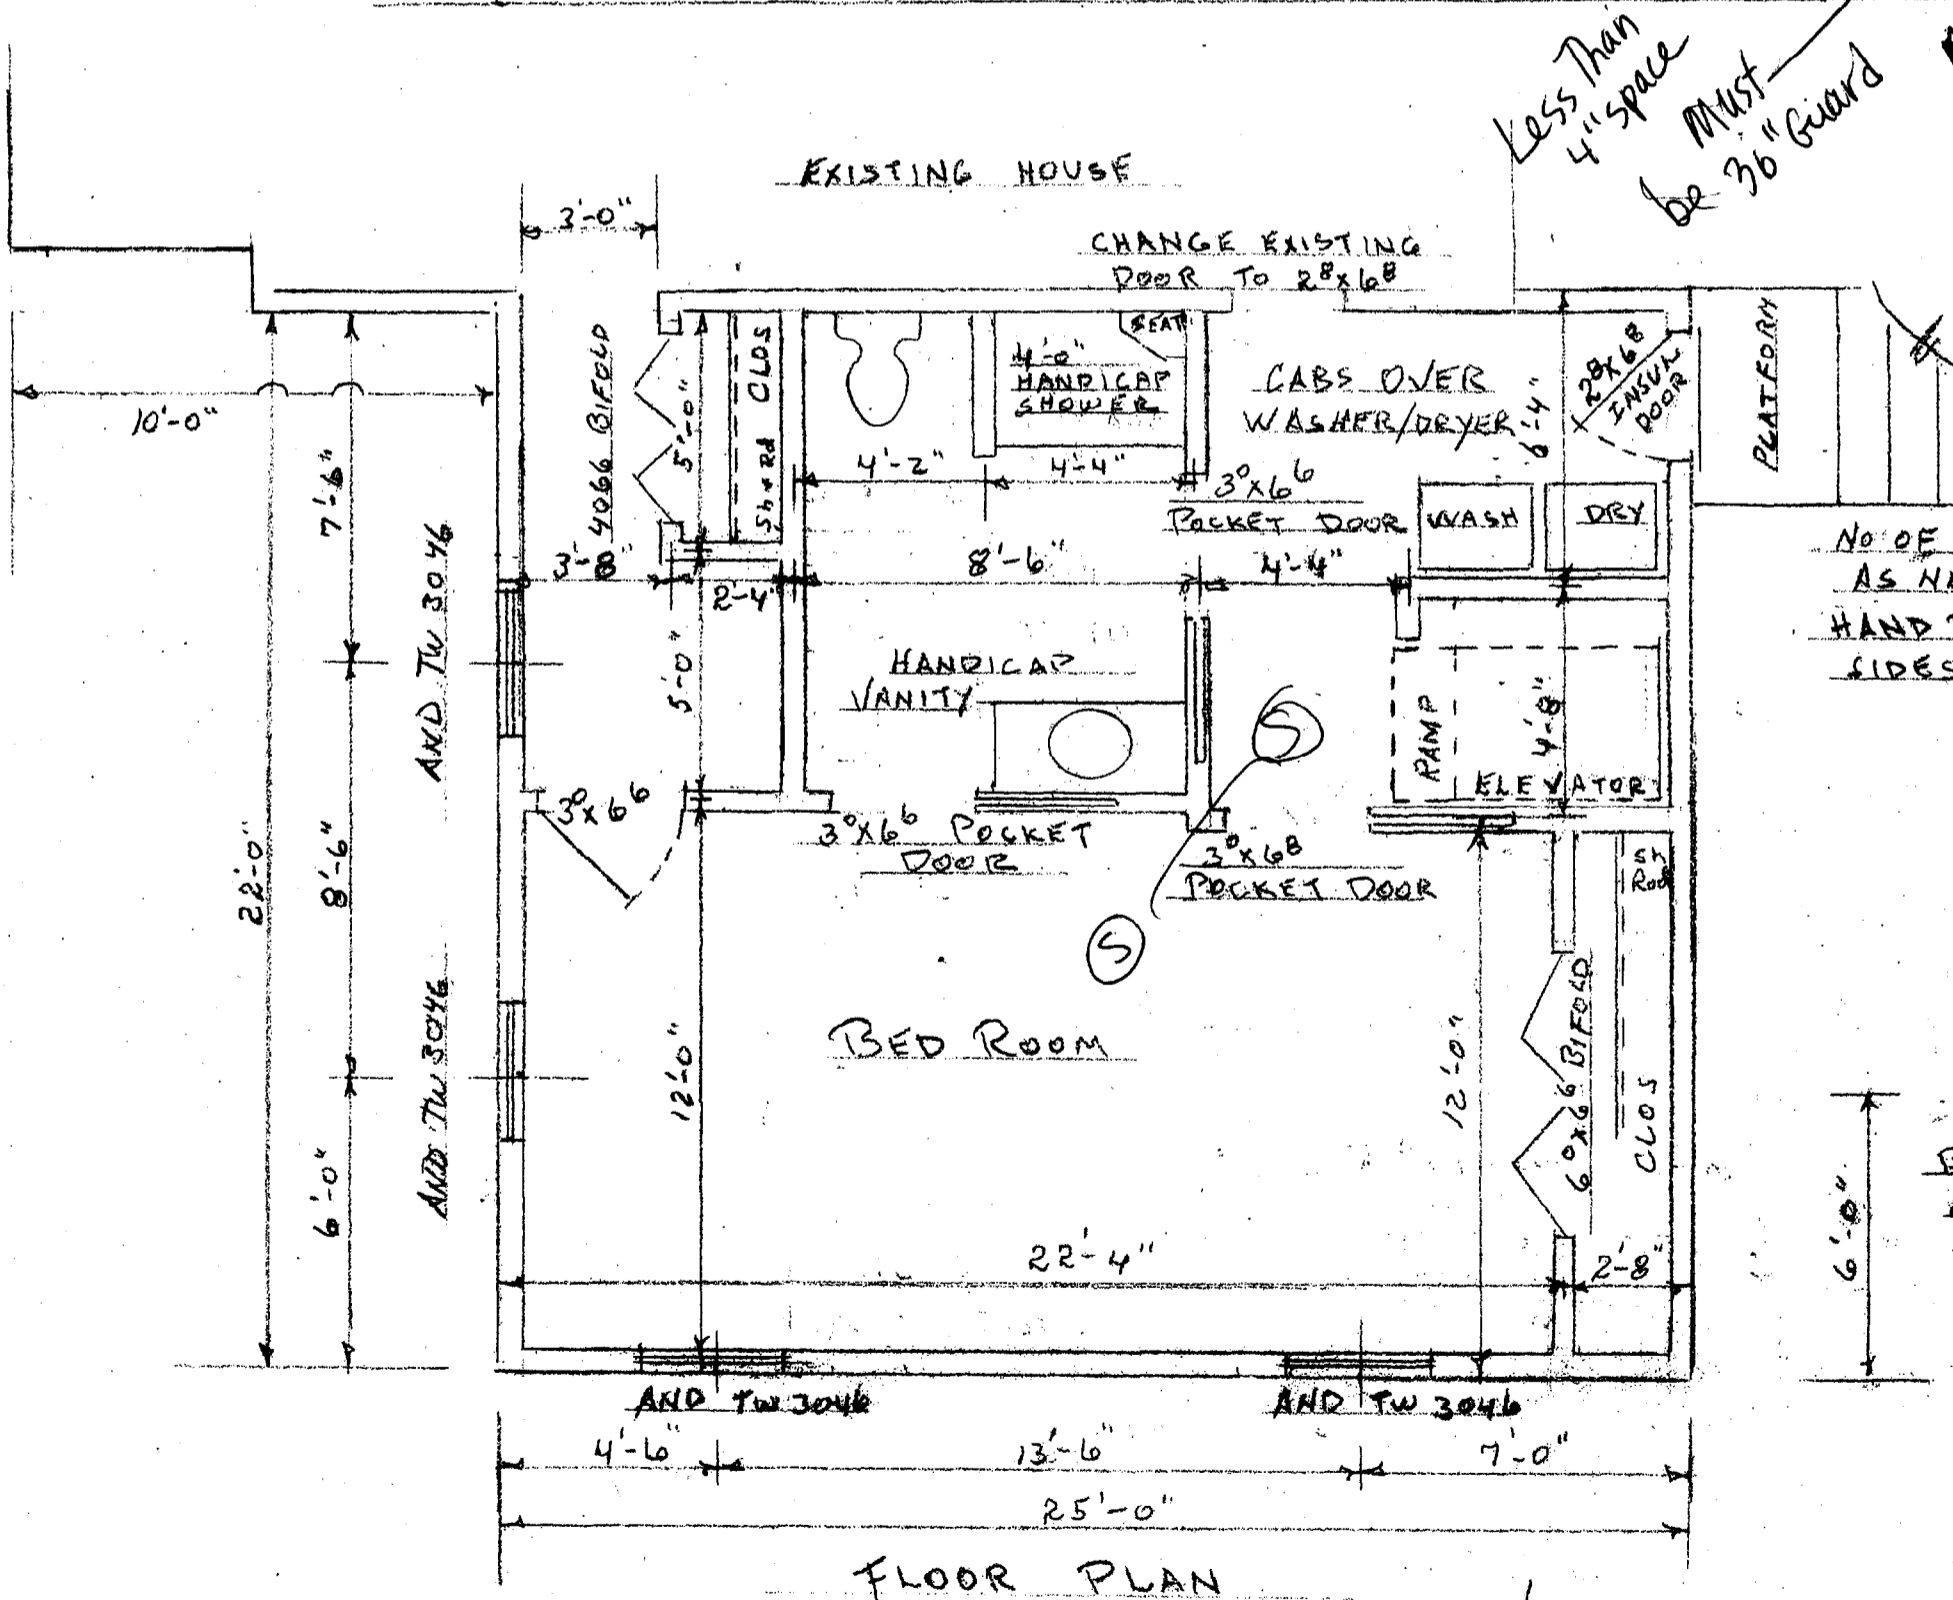 Less Than
4" space
Must
be 36" Guard
EXISTING HOUSE
3'-0"
CHANGE EXISTING
DOOR TO 2⁸x6⁸
10'-0"
4066 BIFOLD
5'-0"
CLOS
Sh & Rd
SEAT
4'-0"
HANDICAP
SHOWER
CABS OVER
WASHER/DRYER
6'-4"
2⁸x6⁸
INSUL
DOOR
PLATFORM
7'-6"
4'-2"
4'-4"
3⁰x6⁶
POCKET DOOR
WASH
DRY
NO OF
AS NA
HAND
SIDES
3'-8"
2'-4"
8'-6"
4'-4"
AND TW 3046
5'-0"
HANDICAP
VANITY
S
RAMP
4'-8"
ELEVATOR
3⁰x6⁶
3⁰x6⁶ POCKET
DOOR
3⁰x6⁸
POCKET DOOR
Sh
Rod
22'-0"
8'-6"
S
BED ROOM
12'-0"
12'-0"
6⁰x6⁶ BIFOLD
CLOS
AND TW 3046
6'-0"
6'-0"
22'-4"
2'-8"
AND TW 3046
AND TW 3046
4'-6"
13'-6"
7'-0"
25'-0"
FLOOR PLAN